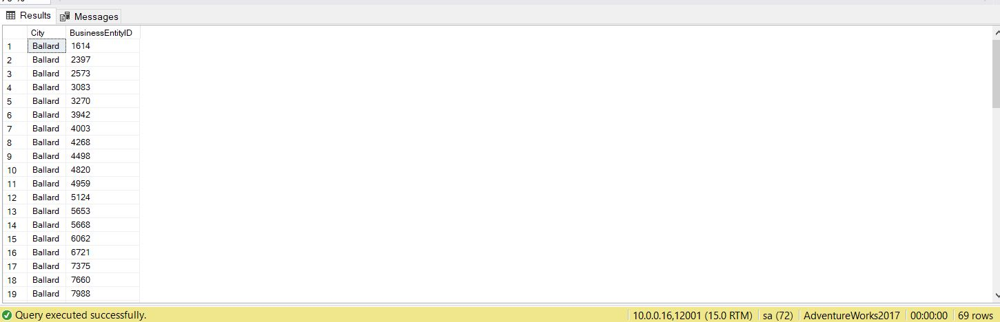 Results Messages
City BusinessEntityID
1 Ballard 1614
2 Ballard 2397
3 Ballard 2573
4 Ballard 3083
5 Ballard 3270
6 Ballard 3942
7 Ballard 4003
8 Ballard 4268
9 Ballard 4498
10 Ballard 4820
11 Ballard 4959
12 Ballard 5124
13 Ballard 5653
14 Ballard 5668
15 Ballard 6062
16 Ballard 6721
17 Ballard 7375
18 Ballard 7660
19 Ballard 7988
Query executed successfully. 10.0.0.16,12001 (15.0 RTM) sa (72) AdventureWorks2017 00:00:00 69 rows